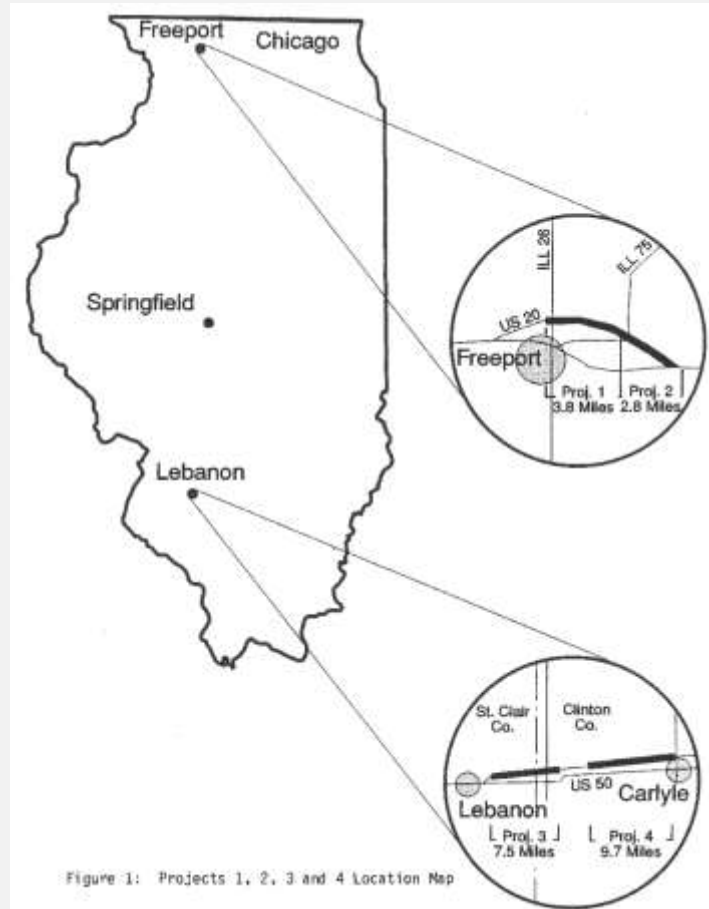 Freeport
Chicago
ILL 26
ILL 75
US 20
Freeport
Proj. 1
3.8 Miles
Proj. 2
2.8 Miles
Springfield
Lebanon
St. Clair
Co.
Clinton
Co.
US 50
Lebanon
Carlyle
Proj. 3
7.5 Miles
Proj. 4
9.7 Miles
Figure 1: Projects 1, 2, 3 and 4 Location Map